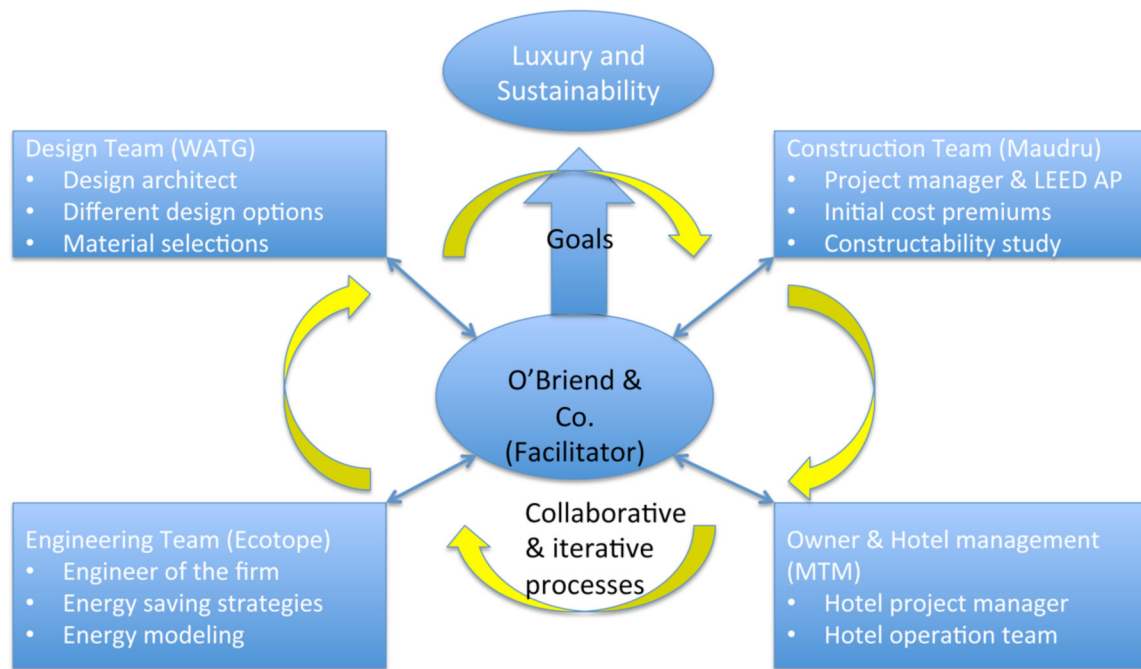 Luxury and
Sustainability
Design Team (WATG)
• Design architect
• Different design options
• Material selections
Construction Team (Maudru)
• Project manager & LEED AP
• Initial cost premiums
• Constructability study
Goals
O’Briend &
Co.
(Facilitator)
Collaborative
& iterative
processes
Engineering Team (Ecotope)
• Engineer of the firm
• Energy saving strategies
• Energy modeling
Owner & Hotel management
(MTM)
• Hotel project manager
• Hotel operation team